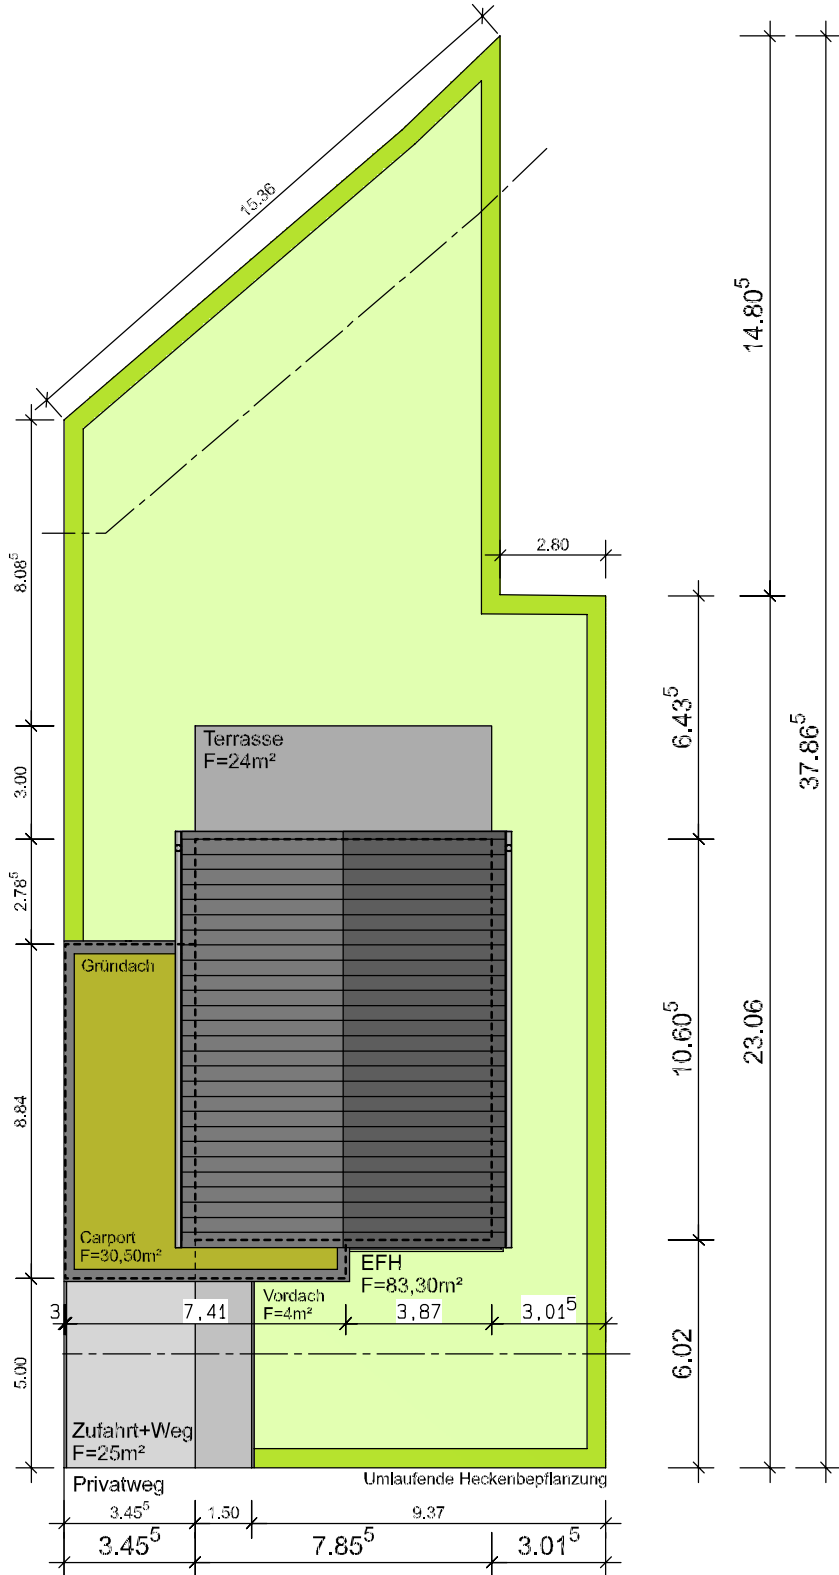 15.36
14.80⁵
8.08⁵
2.80
6.43⁵
37.86⁵
Terrasse
F=24m²
3.00
2.78⁵
Gründach
10.60⁵
23.06
8.84
Carport
F=30,50m²
EFH
F=83,30m²
Vordach
F=4m²
3
7,41
3,87
3,01⁵
6.02
5.00
Zufahrt+Weg
F=25m²
Privatweg
Umlaufende Heckenbepflanzung
3.45⁵
1.50
9.37
3.45⁵
7.85⁵
3.01⁵